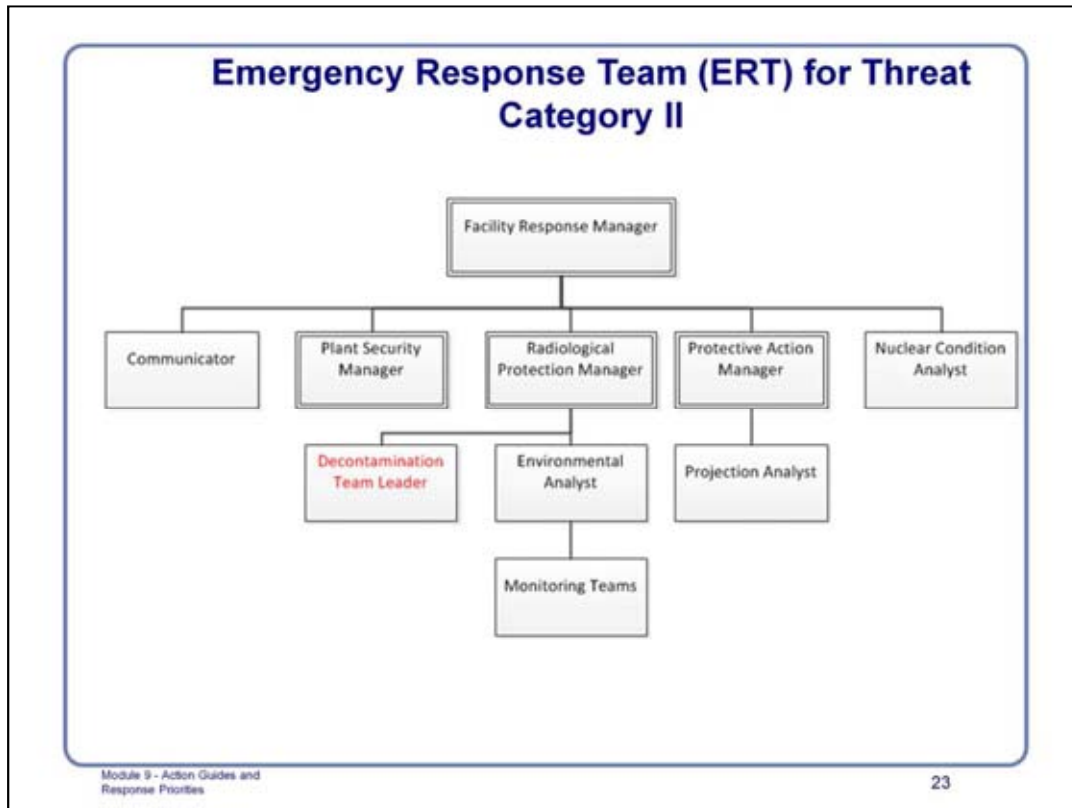 Emergency Response Team (ERT) for Threat
Category II
Facility Response Manager
Communicator
Plant Security
Manager
Radiological
Protection Manager
Protective Action
Manager
Nuclear Condition
Analyst
Decontamination
Team Leader
Environmental
Analyst
Projection Analyst
Monitoring Teams
Module 9 - Action Guides and
Response Priorities
23